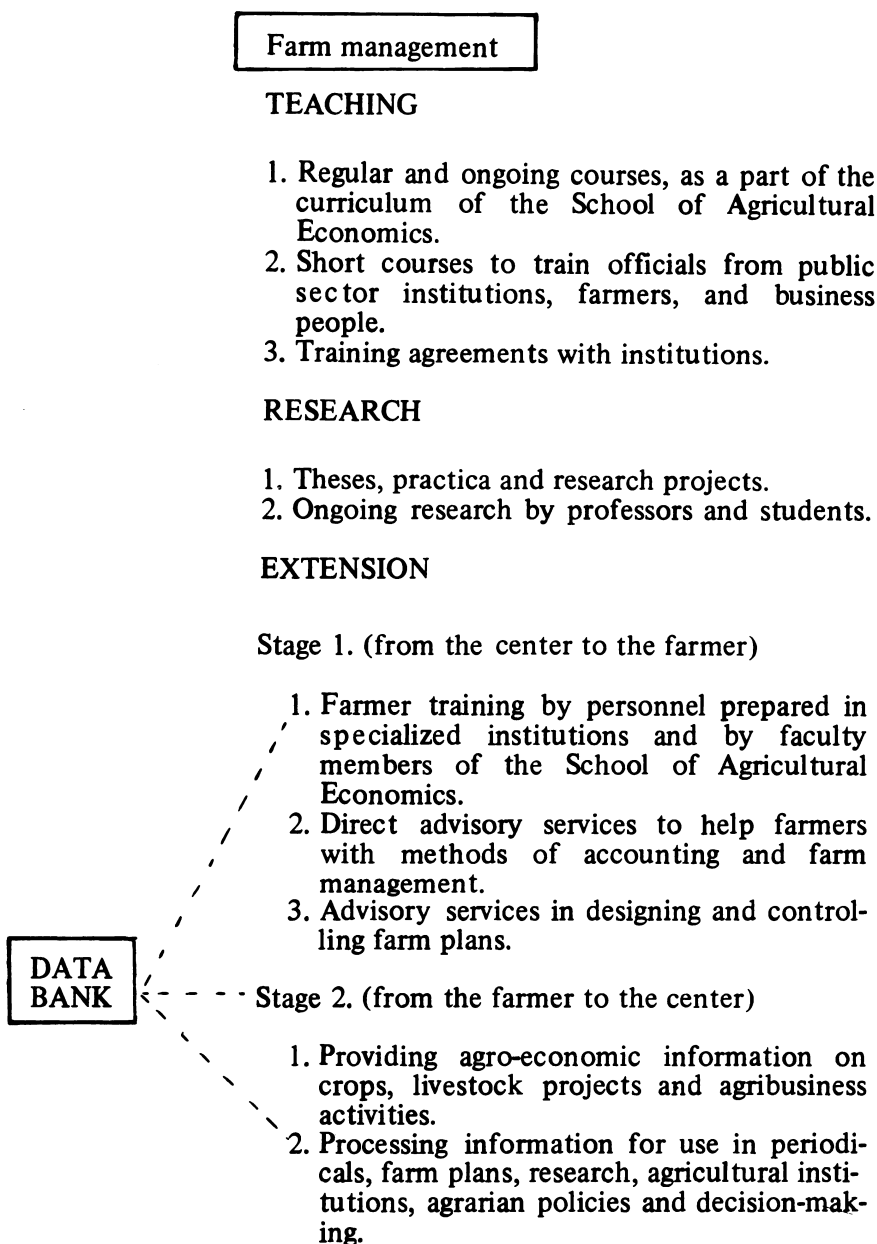 Farm management
TEACHING
1. Regular and ongoing courses, as a part of the
curriculum of the School of Agricultural
Economics.
2. Short courses to train officials from public
sector institutions, farmers, and business
people.
3. Training agreements with institutions.
RESEARCH
1. Theses, practica and research projects.
2. Ongoing research by professors and students.
EXTENSION
Stage 1. (from the center to the farmer)
1. Farmer training by personnel prepared in
specialized institutions and by faculty
members of the School of Agricultural
Economics.
2. Direct advisory services to help farmers
with methods of accounting and farm
management.
3. Advisory services in designing and control-
ling farm plans.
DATA
BANK
Stage 2. (from the farmer to the center)
1. Providing agro-economic information on
crops, livestock projects and agribusiness
activities.
2. Processing information for use in periodi-
cals, farm plans, research, agricultural insti-
tutions, agrarian policies and decision-mak-
ing.